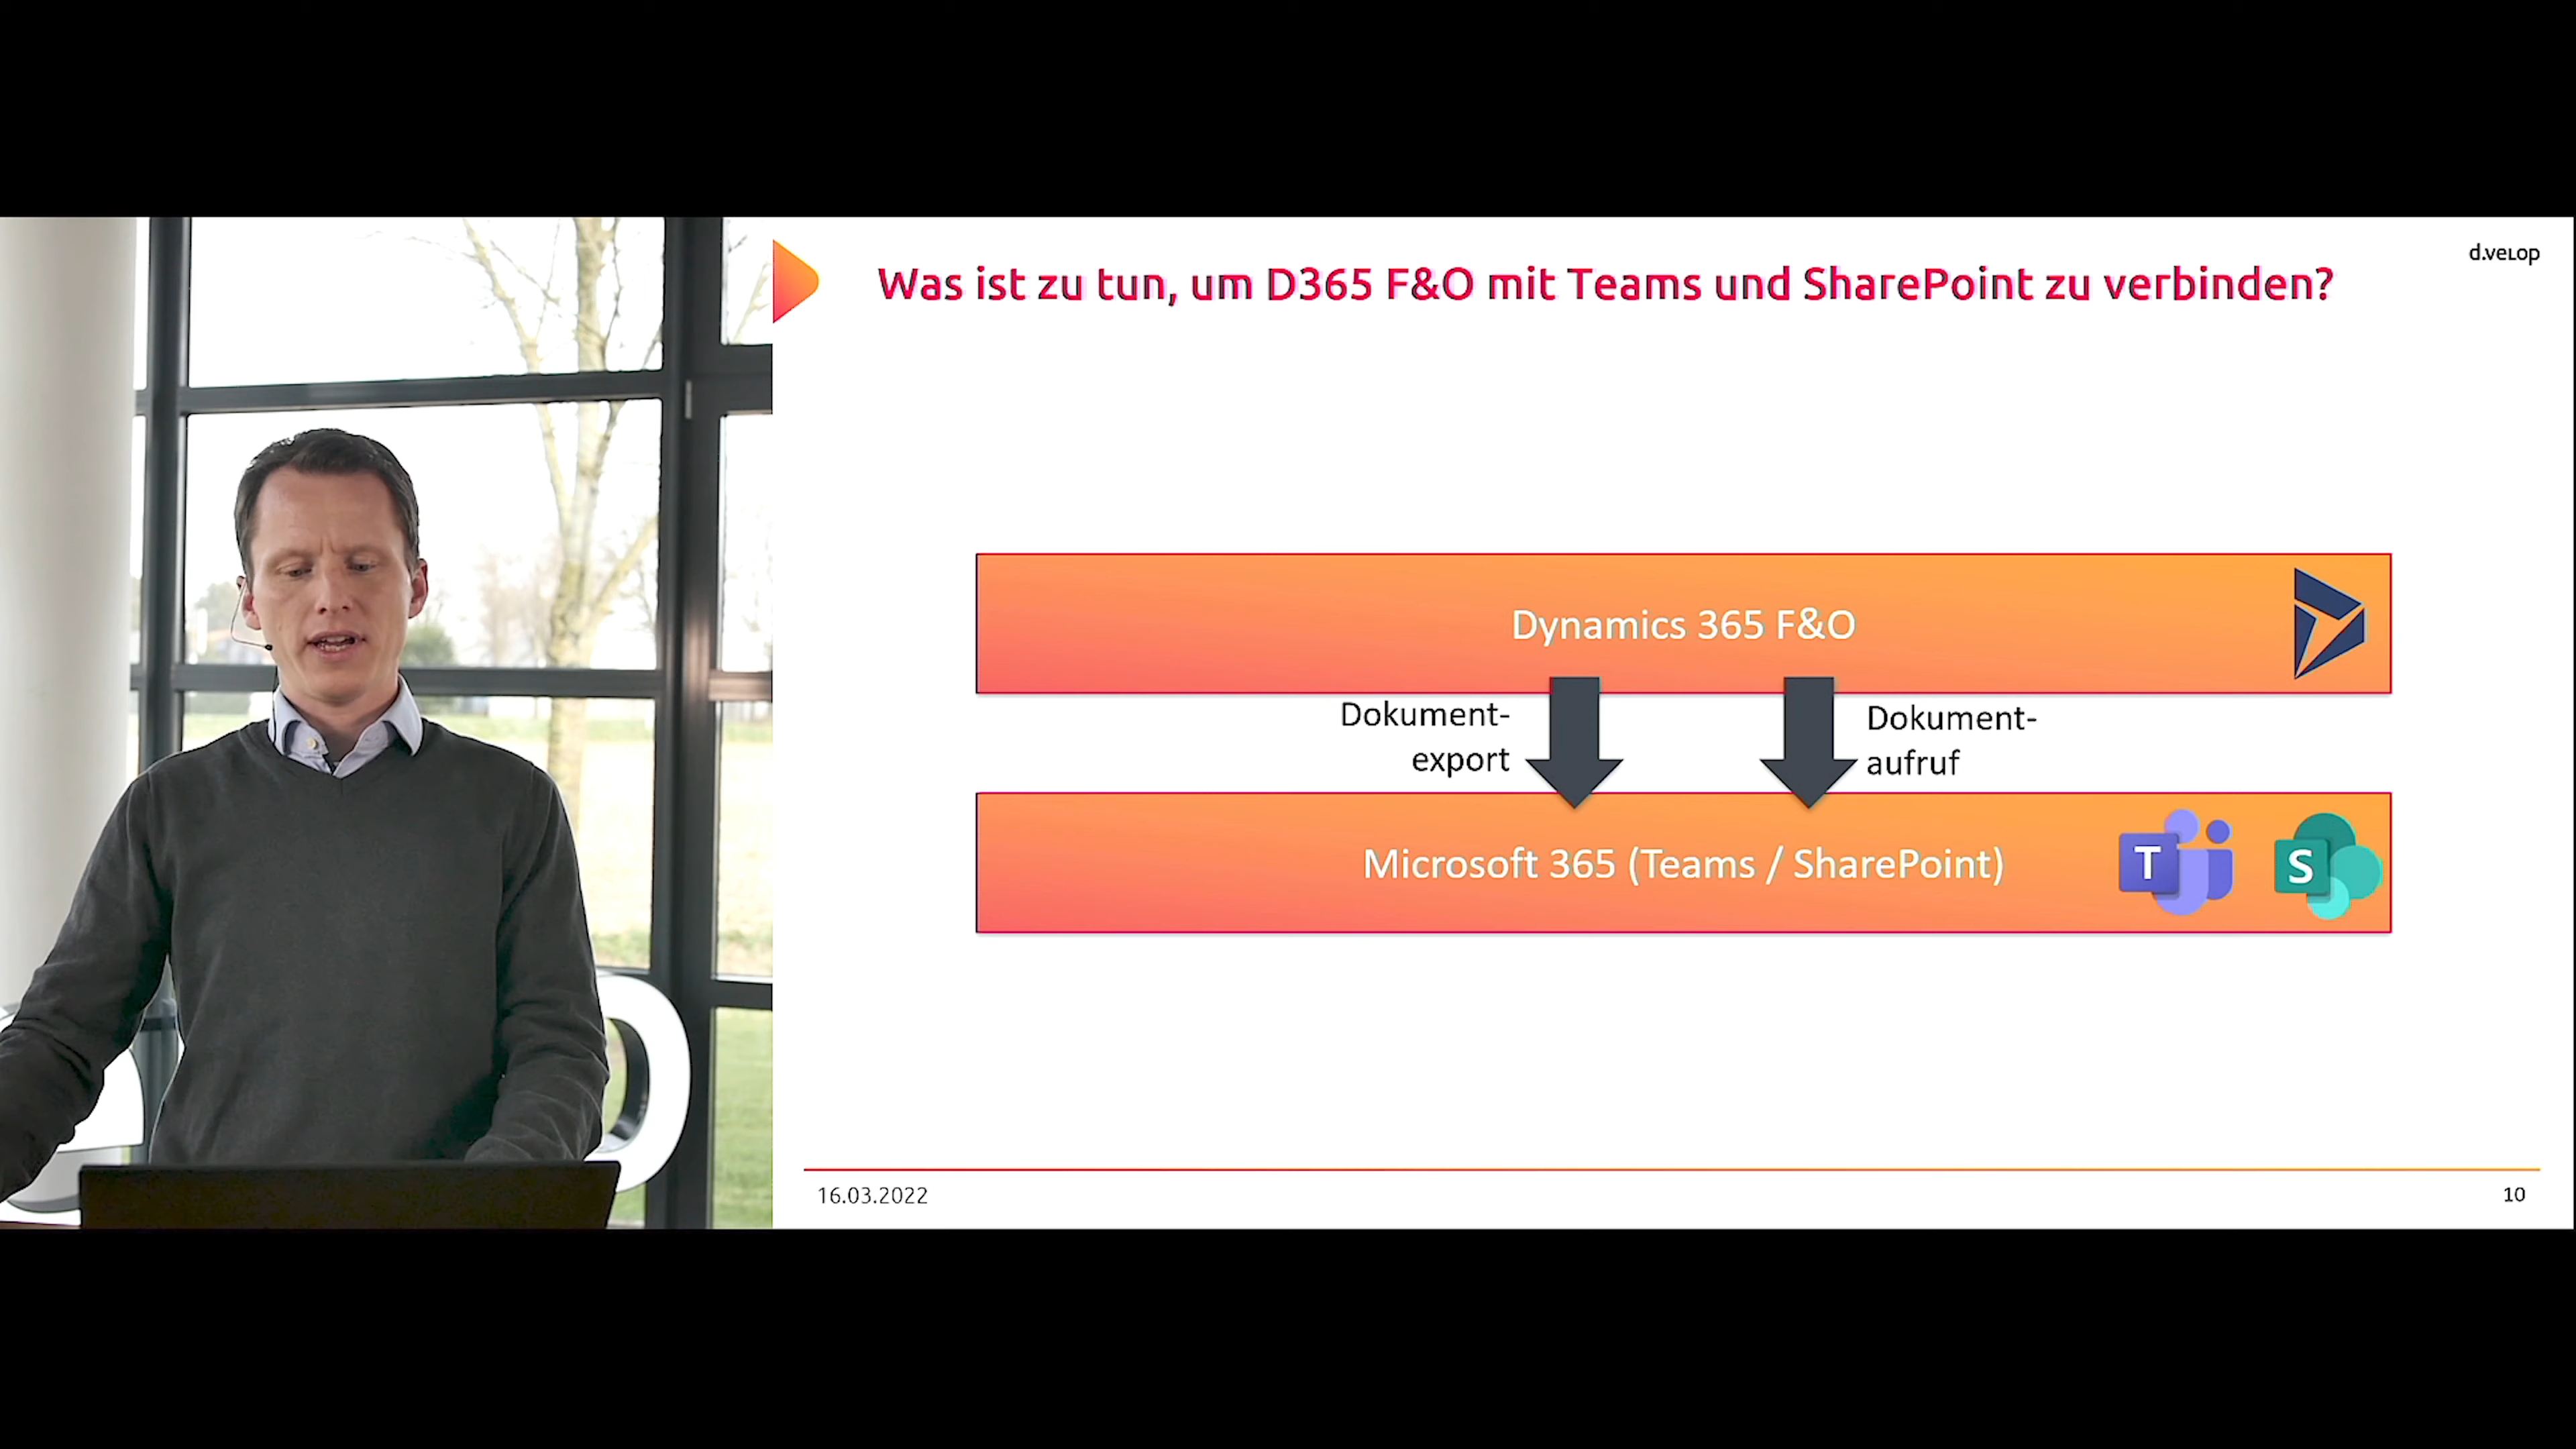 d.velop
Was ist zu tun, um D365 F&O mit Teams und SharePoint zu verbinden?
Dynamics 365 F&O
Dokument-
export
Dokument-
aufruf
Microsoft 365 (Teams / SharePoint)
T
S
16.03.2022
10